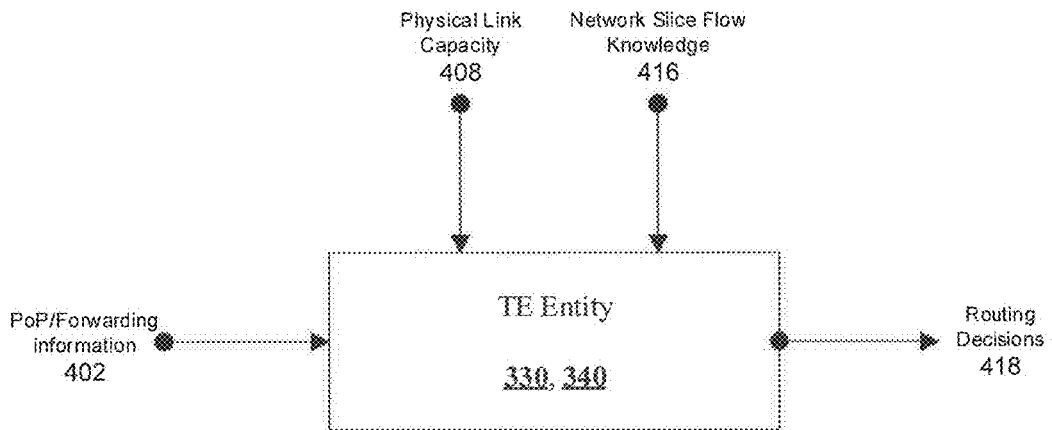 Physical Link
Capacity
408
Network Slice Flow
Knowledge
416
PoP/Forwarding
information
402
TE Entity
330, 340
Routing
Decisions
418